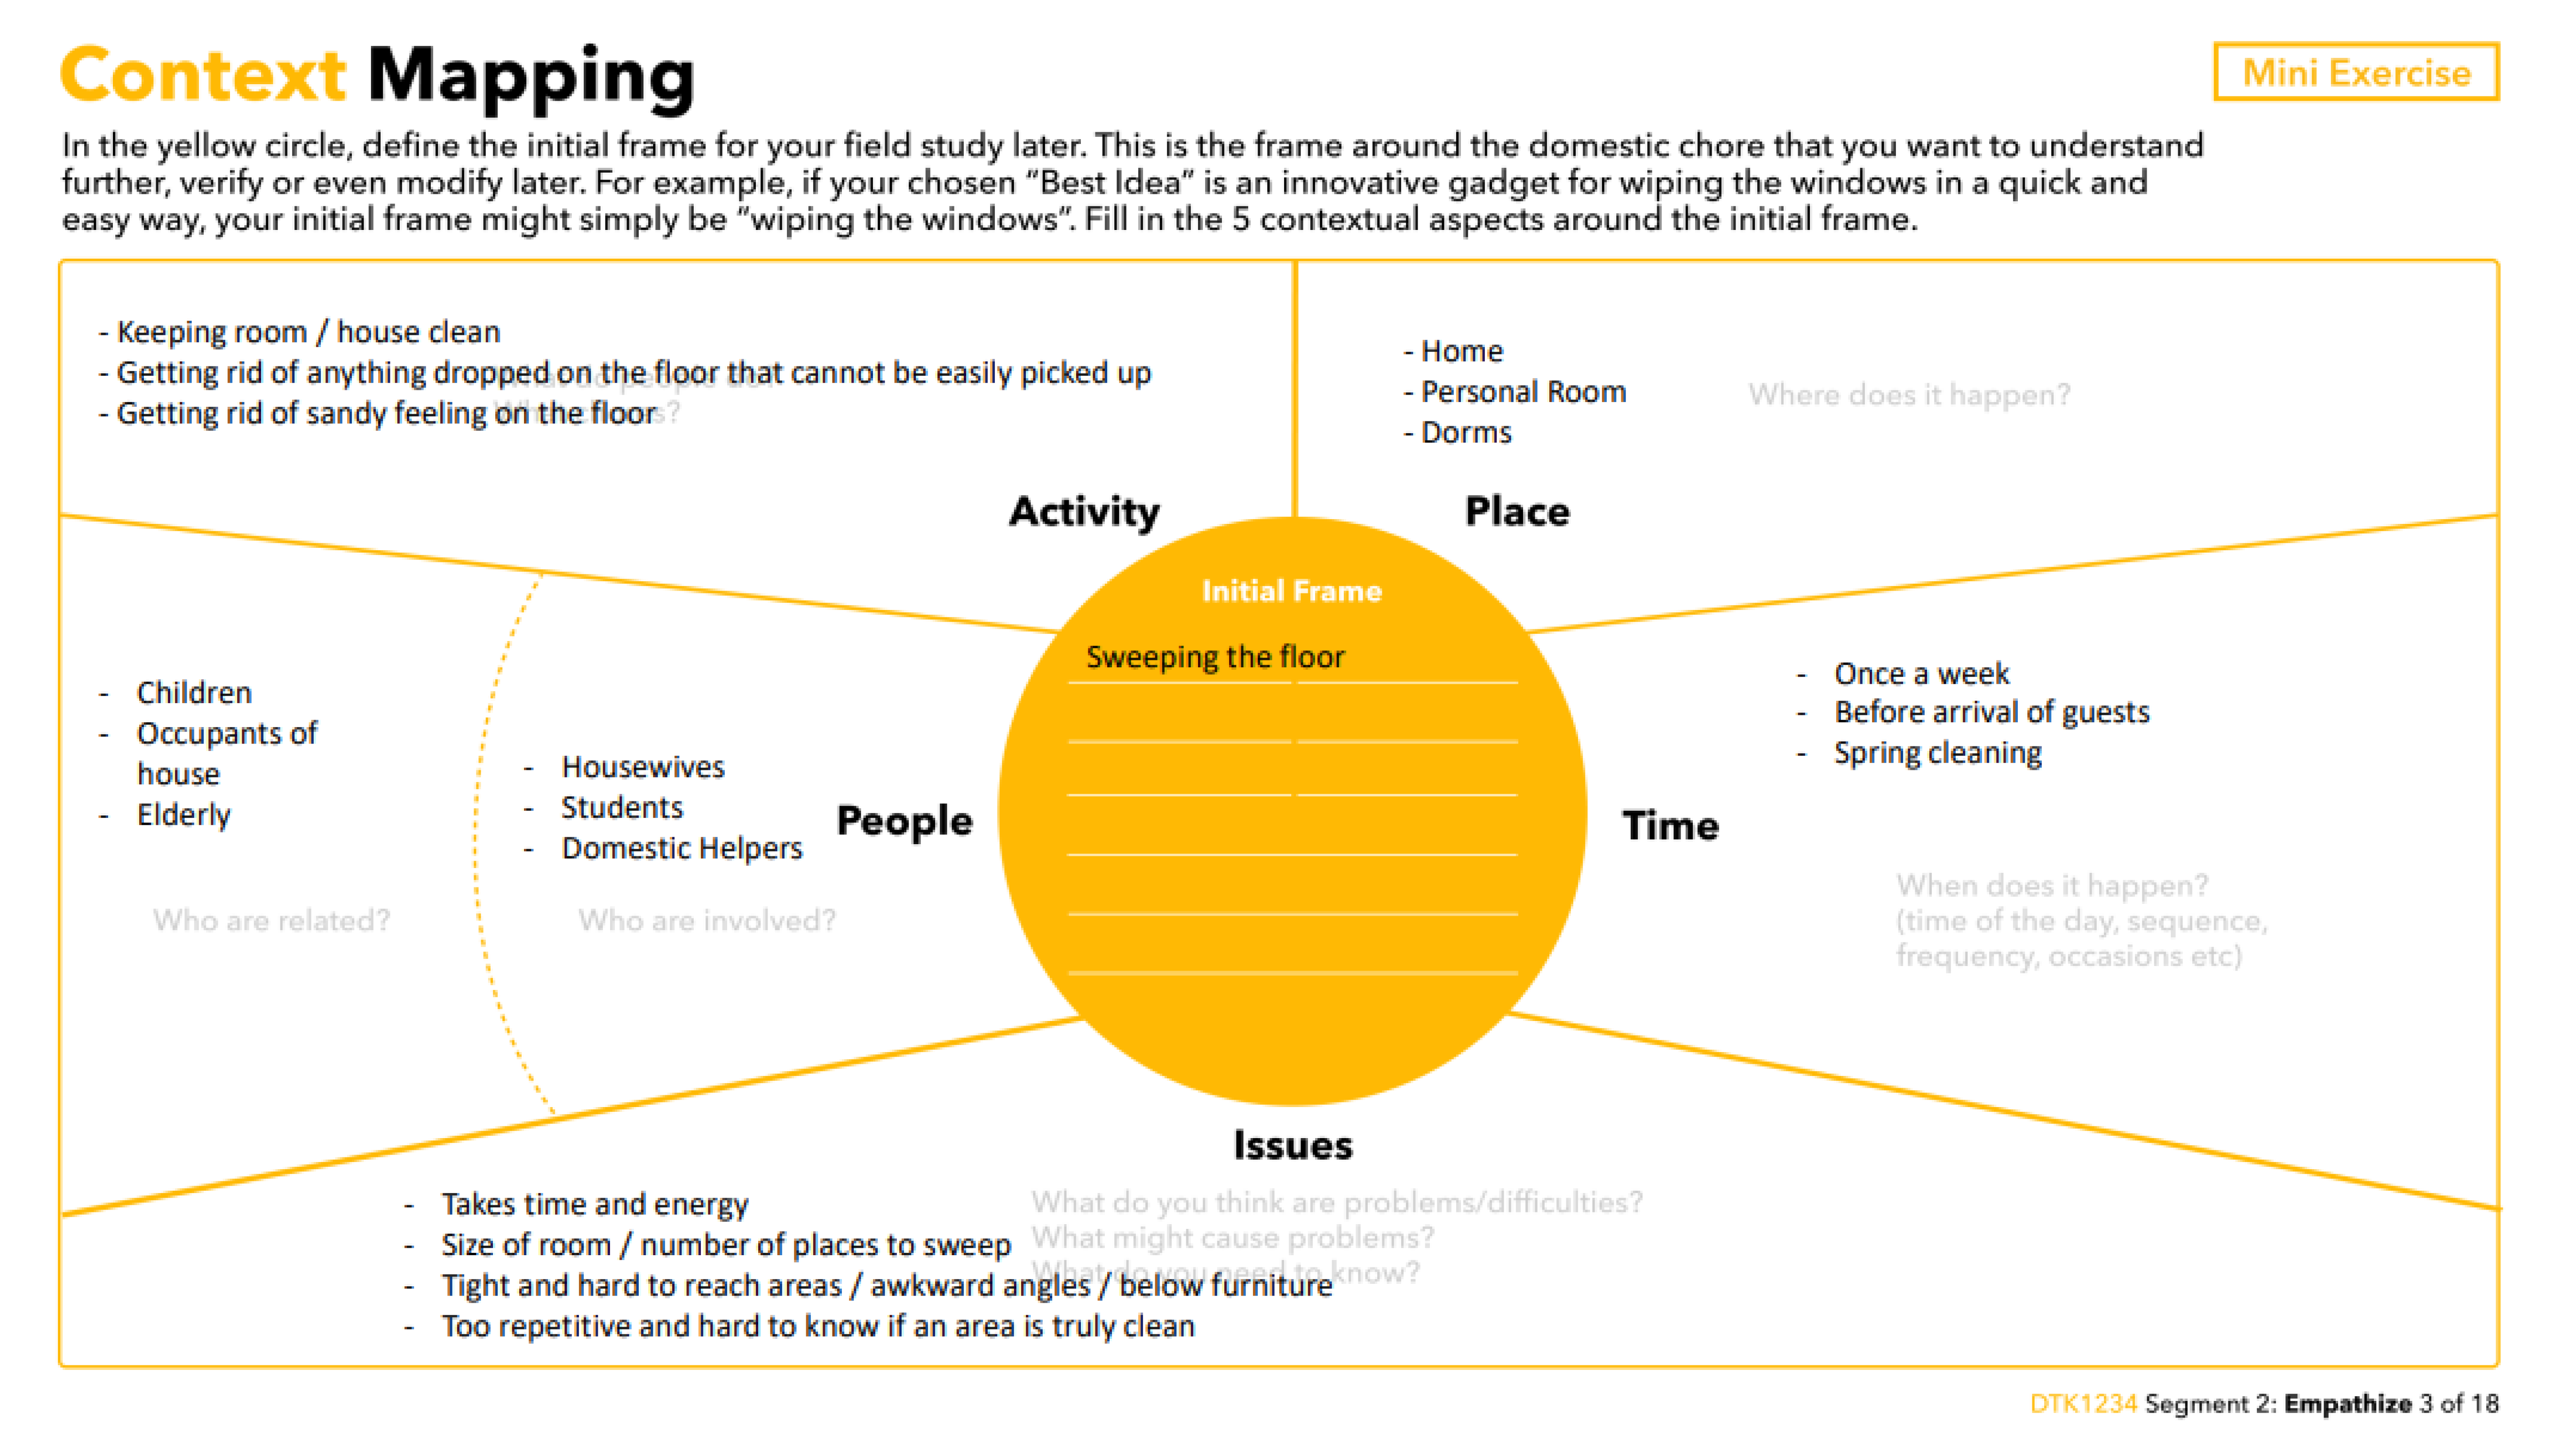 Context Mapping
Mini Exercise
In the yellow circle, define the initial frame for your field study later. This is the frame around the domestic chore that you want to understand
further, verify or even modify later. For example, if your chosen “Best Idea” is an innovative gadget for wiping the windows in a quick and
easy way, your initial frame might simply be “wiping the windows”. Fill in the 5 contextual aspects around the initial frame.
- Keeping room / house clean
- Getting rid of anything dropped on the floor that cannot be easily picked up
- Getting rid of sandy feeling on the floor
Activity
- Home
- Personal Room
- Dorms
Where does it happen?
Place
Initial Frame
Sweeping the floor
- Children
- Occupants of
house
- Elderly
Who are related?
- Housewives
- Students
- Domestic Helpers
Who are involved?
People
Time
- Once a week
- Before arrival of guests
- Spring cleaning
When does it happen?
(time of the day, sequence,
frequency, occasions etc)
Issues
What do you think are problems/difficulties?
What might cause problems?
What do you need to know?
- Takes time and energy
- Size of room / number of places to sweep
- Tight and hard to reach areas / awkward angles / below furniture
- Too repetitive and hard to know if an area is truly clean
DTK1234 Segment 2: Empathize 3 of 18